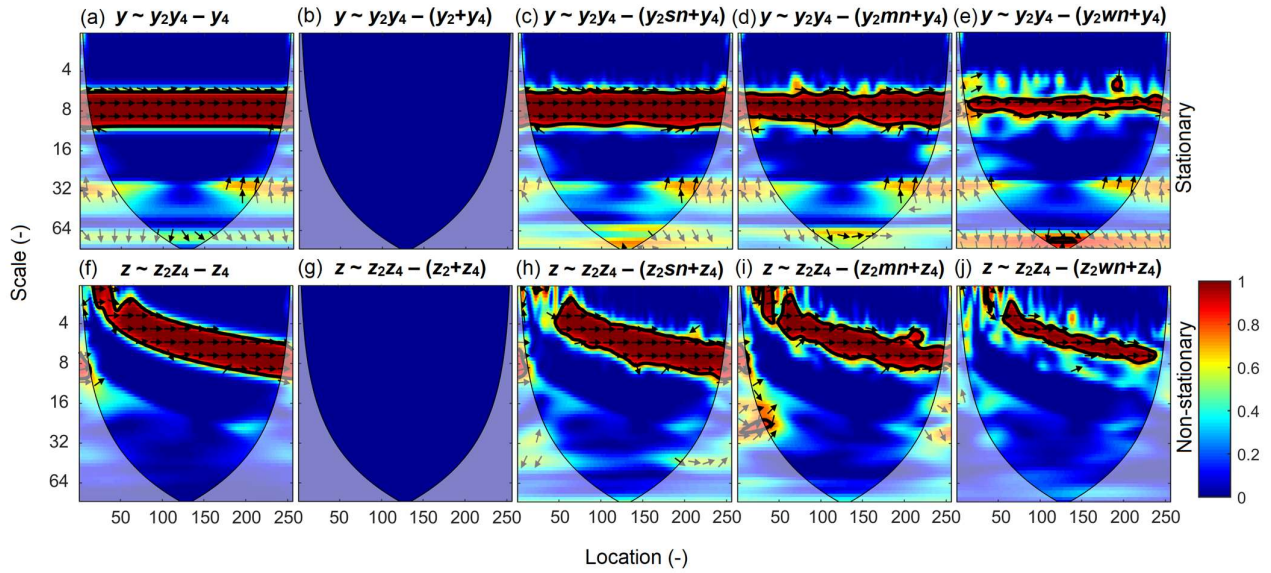 (a) y ~ y₂y₄ − y₄
(b) y ~ y₂y₄ − (y₂+y₄)
(c) y ~ y₂y₄ − (y₂sn+y₄)
(d) y ~ y₂y₄ − (y₂mn+y₄)
(e) y ~ y₂y₄ − (y₂wn+y₄)
4
8
16
32
64
Stationary
Scale (-)
(f) z ~ z₂z₄ − z₄
(g) z ~ z₂z₄ − (z₂+z₄)
(h) z ~ z₂z₄ − (z₂sn+z₄)
(i) z ~ z₂z₄ − (z₂mn+z₄)
(j) z ~ z₂z₄ − (z₂wn+z₄)
4
8
16
32
64
Non-stationary
1
0.8
0.6
0.4
0.2
0
50 100 150 200 250
50 100 150 200 250
50 100 150 200 250
50 100 150 200 250
50 100 150 200 250
Location (-)